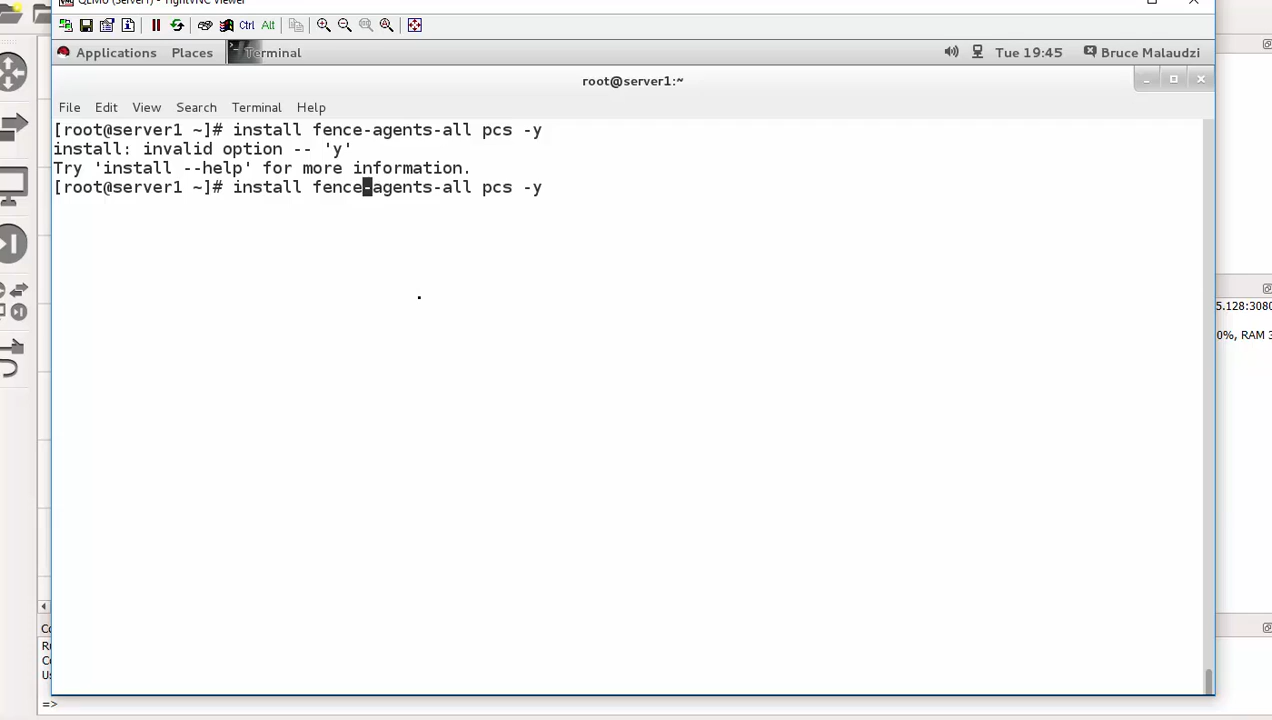 QEMU (Server1) - TightVNC Viewer
Ctrl Alt
Applications Places Terminal Tue 19:45 Bruce Malaudzi
root@server1:~
File Edit View Search Terminal Help
[root@server1 ~]# install fence-agents-all pcs -y
install: invalid option -- 'y'
Try 'install --help' for more information.
[root@server1 ~]# install fence-agents-all pcs -y
5.128:3080
0%, RAM 3
=>